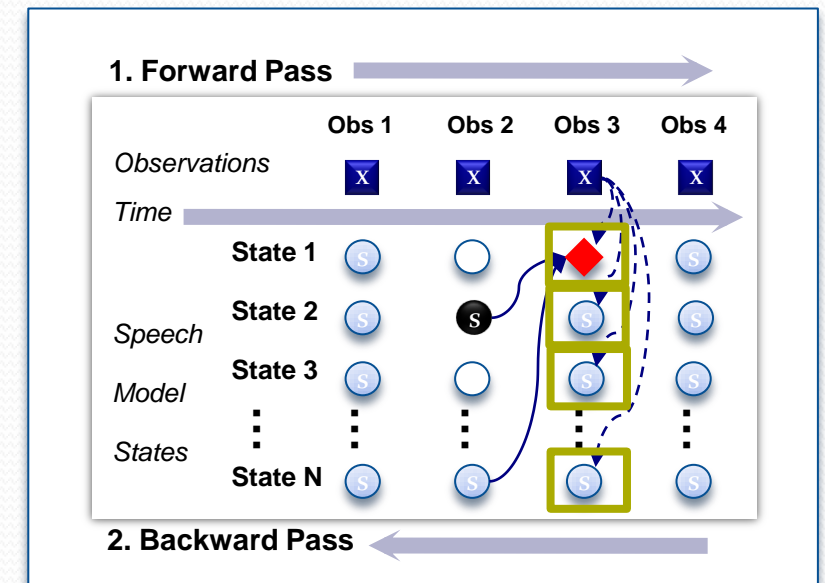 1. Forward Pass
Obs 1 Obs 2 Obs 3 Obs 4
Observations X X X X
Time
State 1 S S
State 2 S S S S
Speech
State 3 S S S
Model
States
State N S S S S
2. Backward Pass